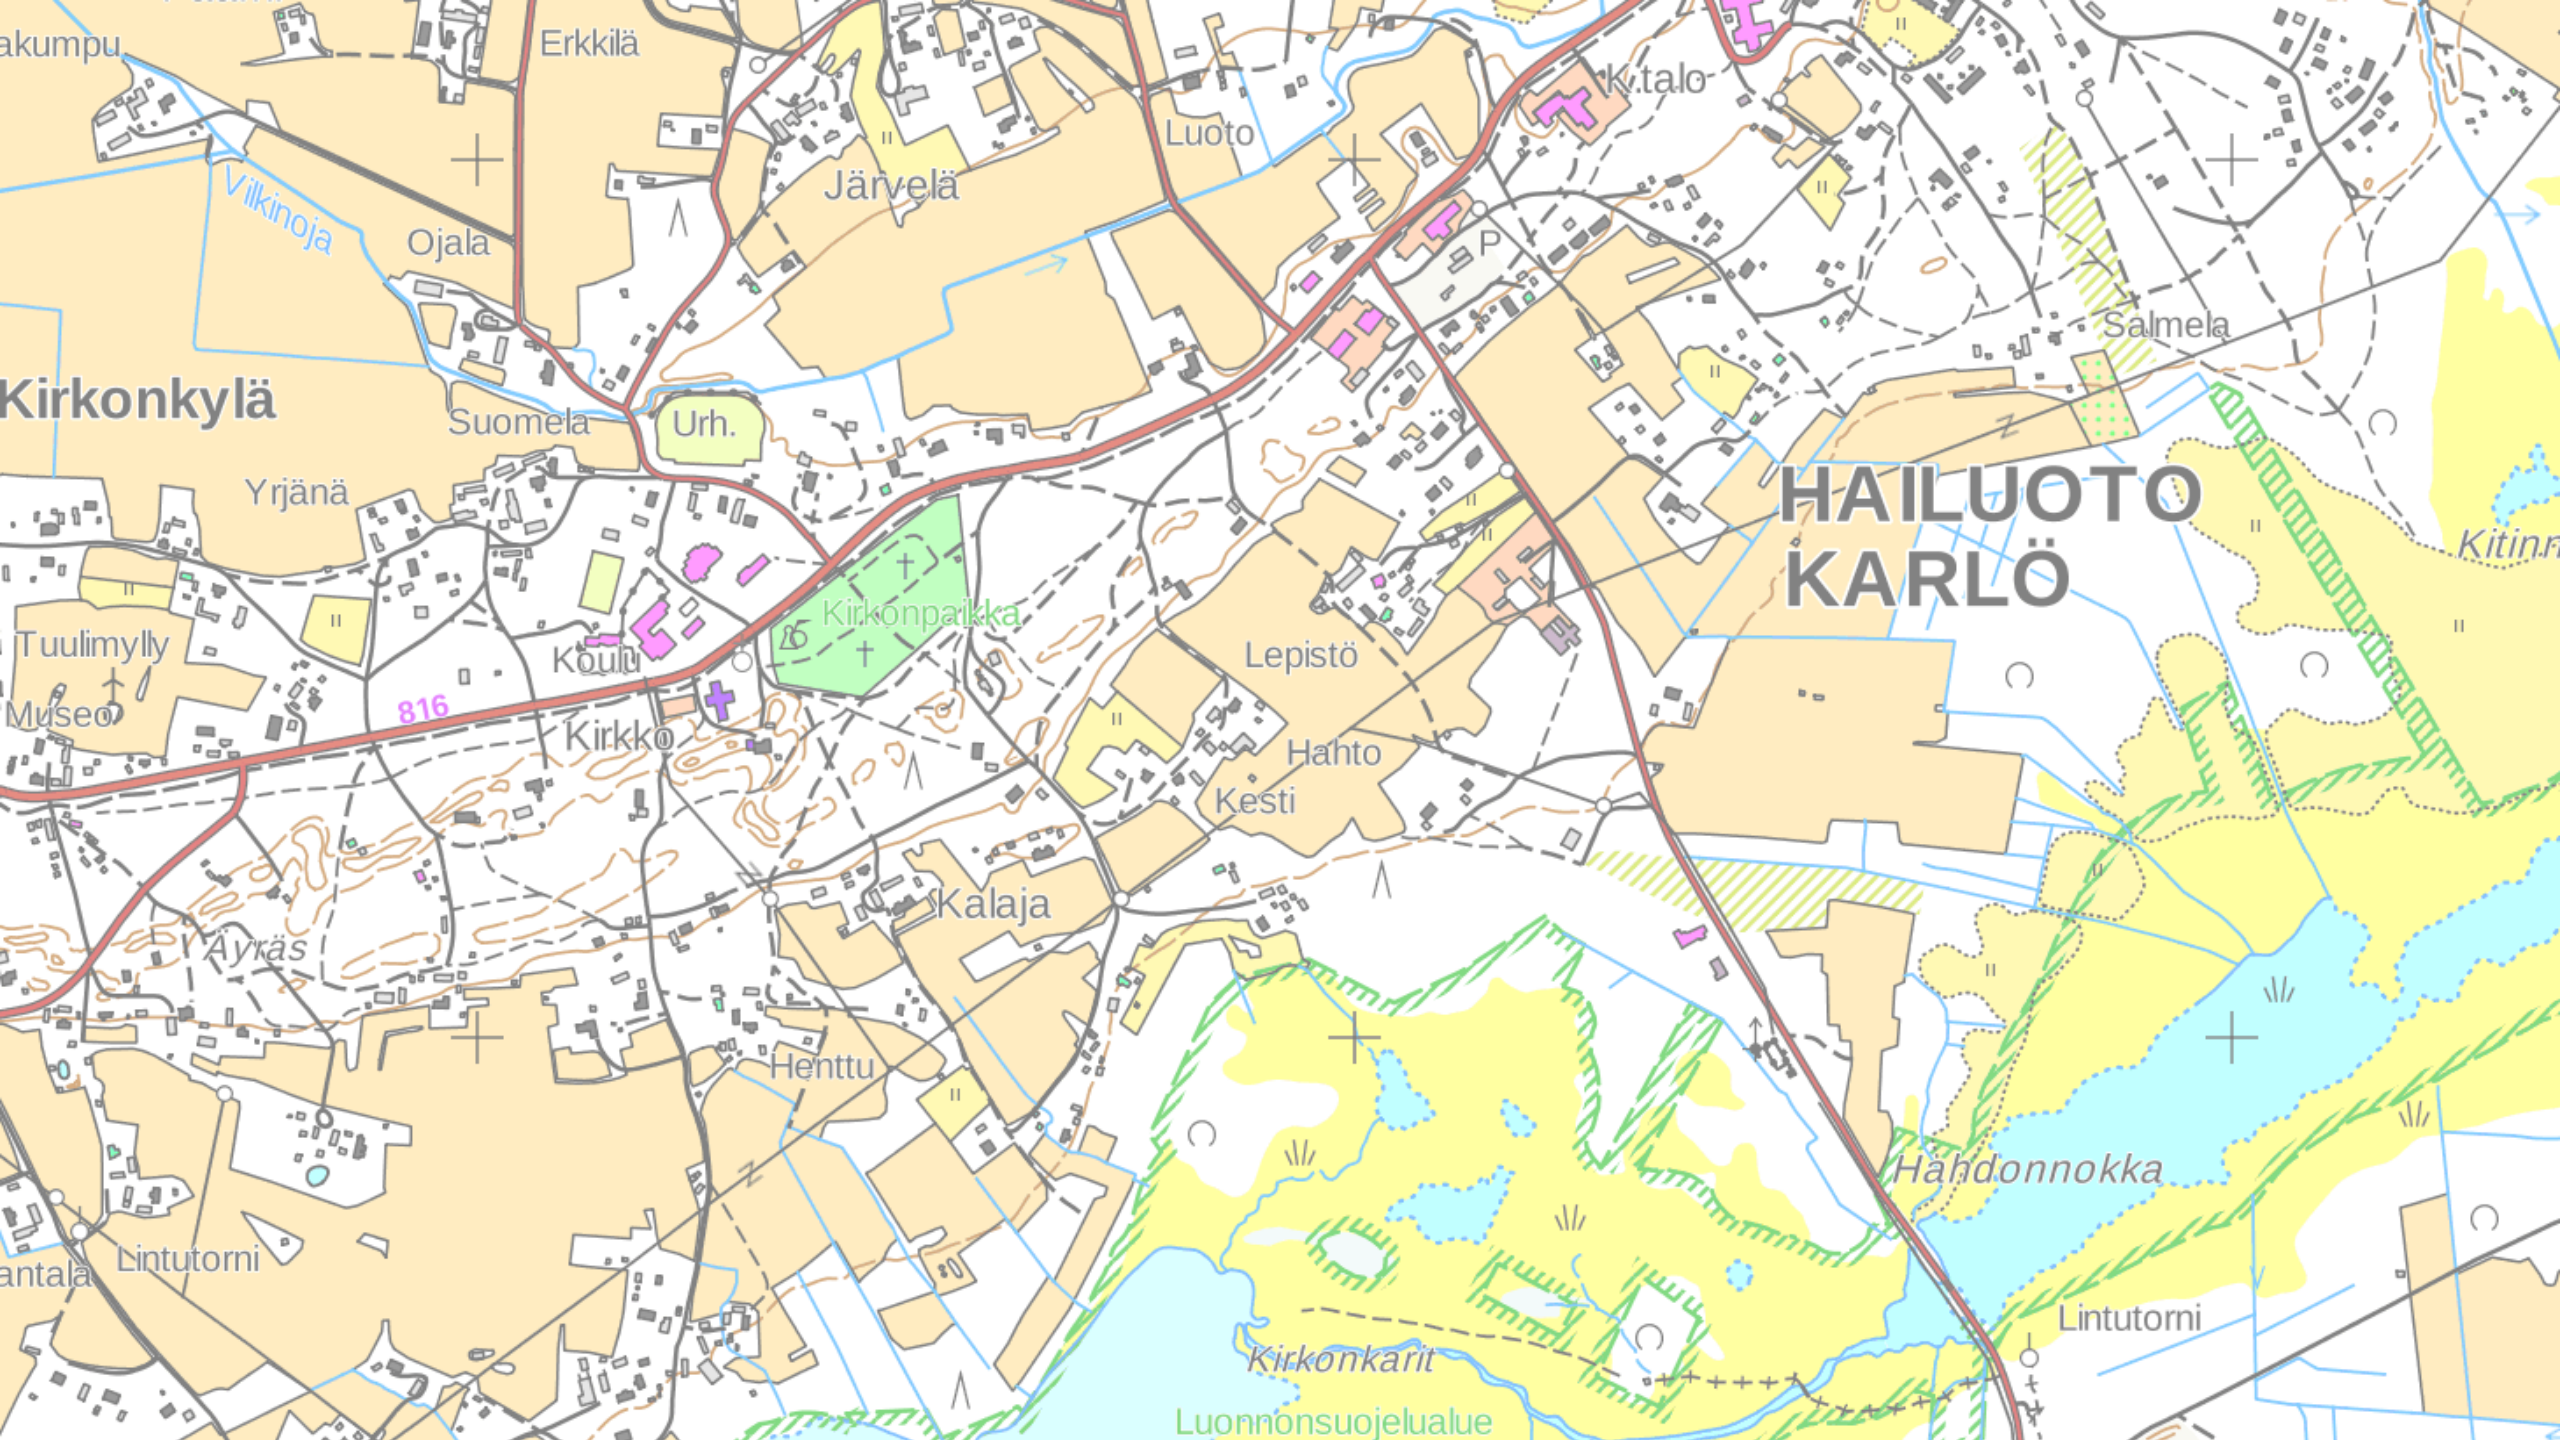 akumpu
Erkkilä
K.talo
Luoto
Järvelä
Vilkinoja
Ojala
P
Salmela
Kirkonkylä
Suomela
Urh.
Yrjänä
HAILUOTO
KARLÖ
Kitinn
Kirkonpaikka
Tuulimylly
Koulu
Lepistö
816
Museo
Kirkko
Hahto
Kesti
Kalaja
Äyräs
Henttu
Hahdonnokka
Lintutorni
antala
Lintutorni
Kirkonkarit
Luonnonsuojelualue